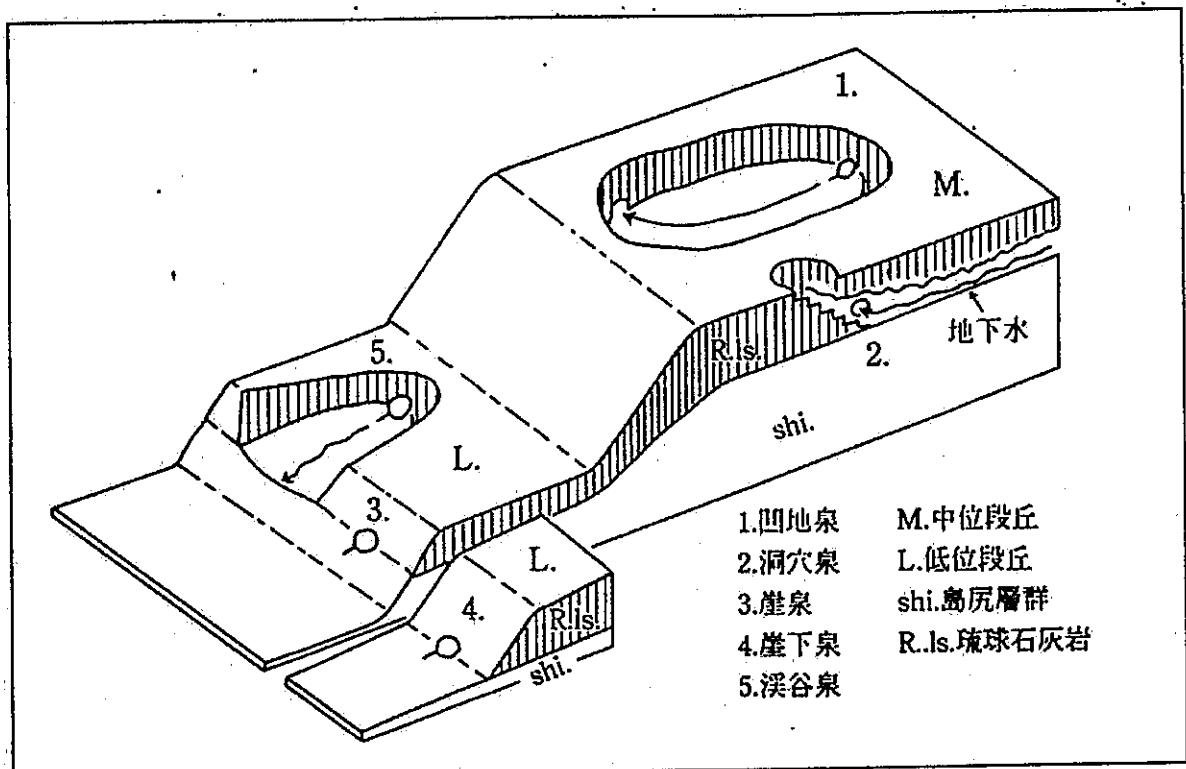 1.
M.
R.ls.
地下水
2.
shi.
5.
L.
3.
L.
4.
R.ls.
shi.
1.凹地泉
2.洞穴泉
3.崖泉
4.崖下泉
5.渓谷泉
M.中位段丘
L.低位段丘
shi.島尻層群
R..ls.琉球石灰岩